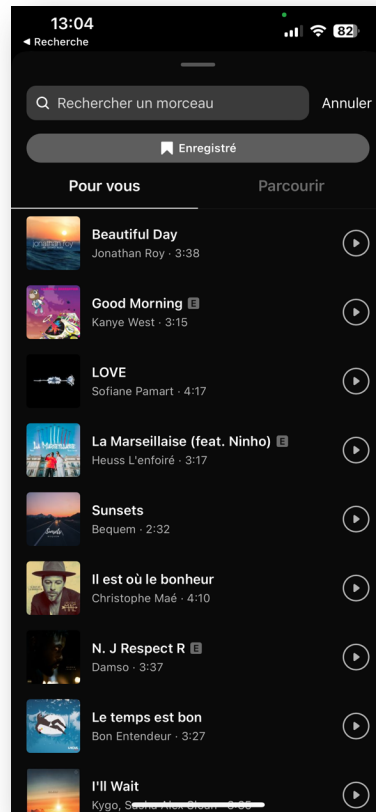 13:04
82
Recherche
Rechercher un morceau
Annuler
Enregistré
Pour vous
Parcourir
Beautiful Day
Jonathan Roy · 3:38
Good Morning E
Kanye West · 3:15
LOVE
Sofiane Pamart · 4:17
La Marseillaise (feat. Ninho) E
Heuss L'enfoiré · 3:17
Sunsets
Bequem · 2:32
Il est où le bonheur
Christophe Maé · 4:10
N. J Respect R E
Damso · 3:37
Le temps est bon
Bon Entendeur · 3:27
I'll Wait
Kygo, Sasha Alex Sloan